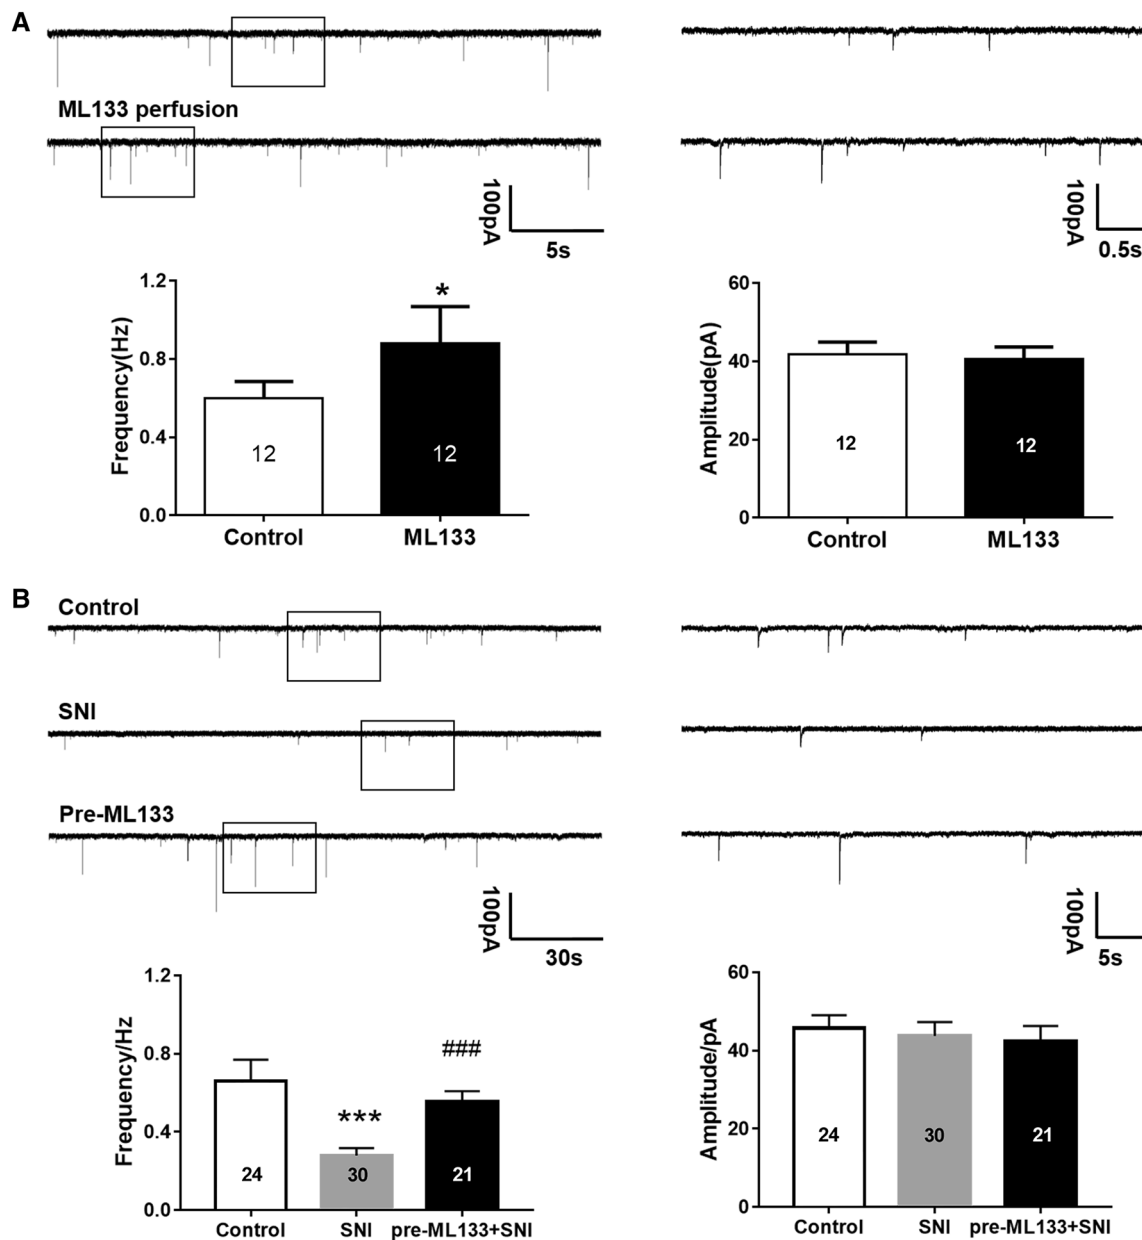 A
ML133 perfusion
100pA
5s
100pA
0.5s
1.2
0.8
0.4
0.0
Frequency(Hz)
12
*
12
Control
ML133
60
40
20
0
Amplitude(pA)
12
12
Control
ML133
B
Control
SNI
Pre-ML133
100pA
30s
100pA
5s
1.2
0.8
0.4
0.0
Frequency/Hz
24
***
30
###
21
Control
SNI
pre-ML133+SNI
60
40
20
0
Amplitude/pA
24
30
21
Control
SNI
pre-ML133+SNI